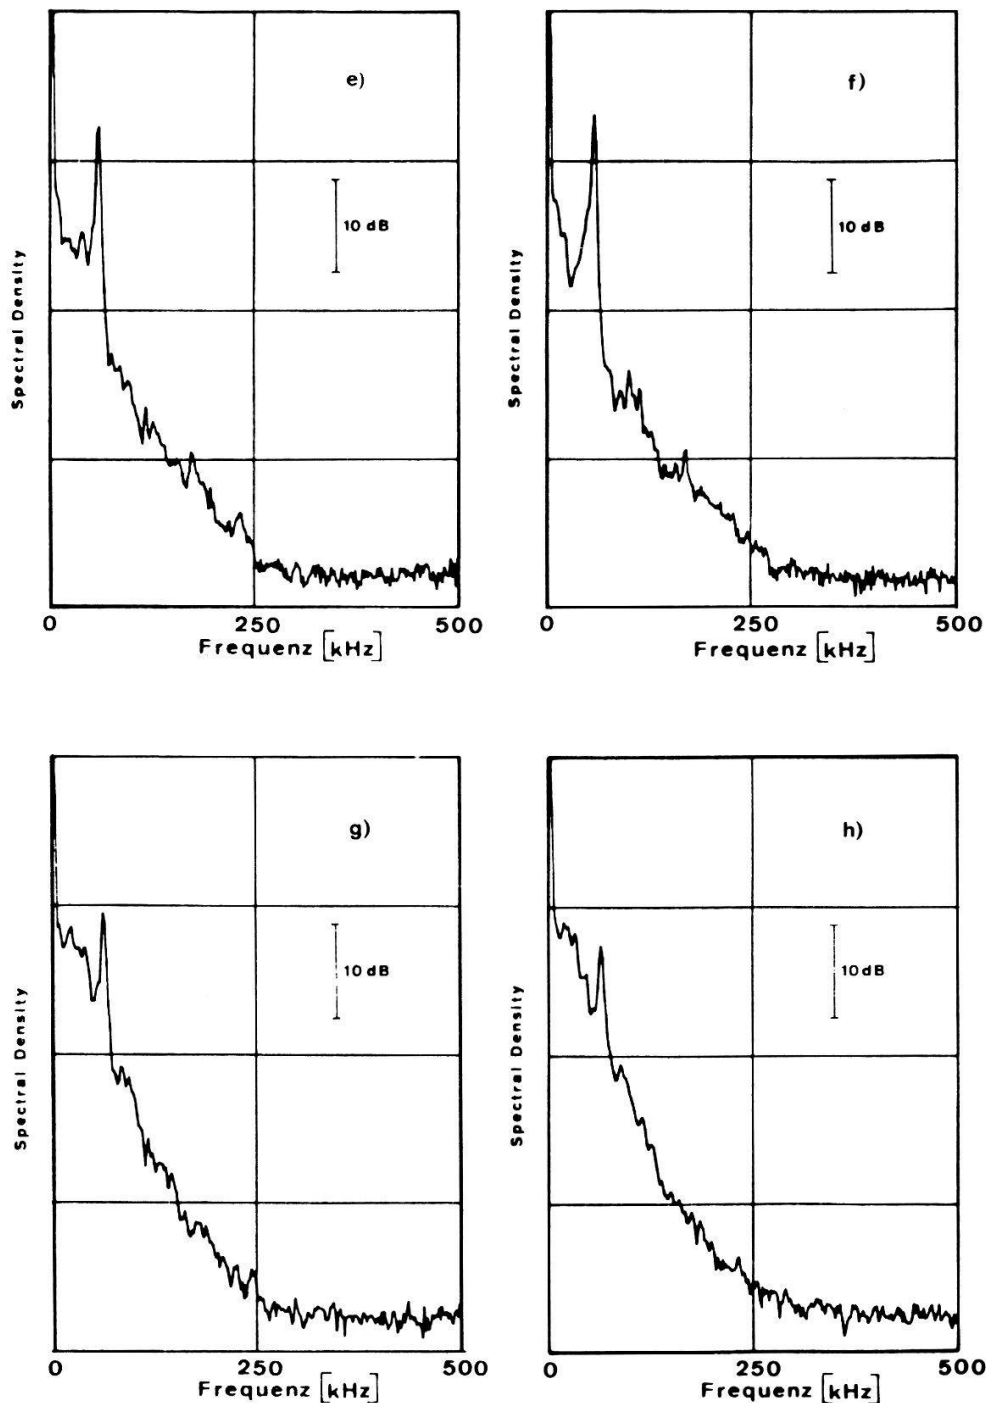 e)
10 dB
Spectral Density
0 250 500
Frequenz [kHz]
f)
10 dB
Spectral Density
0 250 500
Frequenz [kHz]
g)
10 dB
Spectral Density
0 250 500
Frequenz [kHz]
h)
10 dB
Spectral Density
0 250 500
Frequenz [kHz]